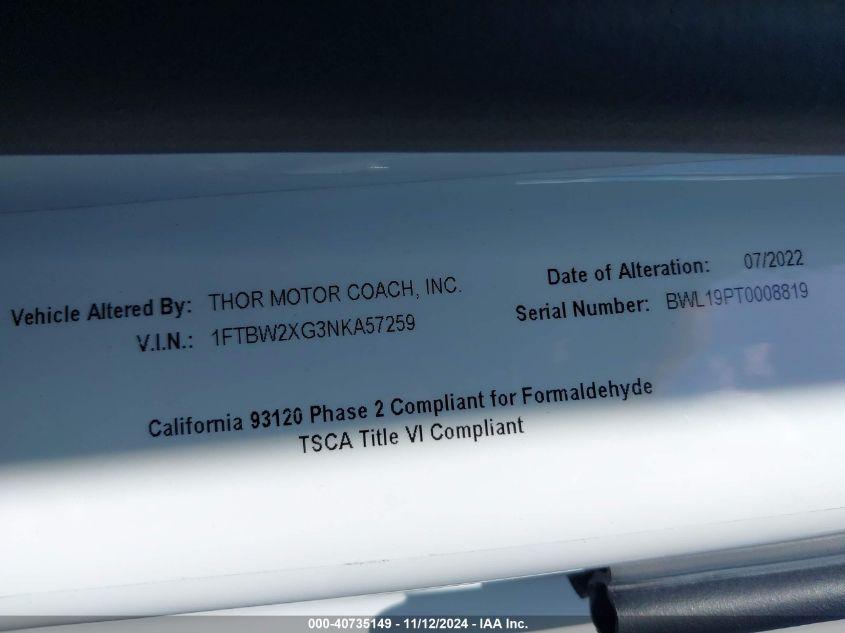 Vehicle Altered By: THOR MOTOR COACH, INC. Date of Alteration: 07/2022
V.I.N.: 1FTBW2XG3NKA57259 Serial Number: BWL19PT0008819
California 93120 Phase 2 Compliant for Formaldehyde
TSCA Title VI Compliant
000-40735149 - 11/12/2024 - IAA Inc.